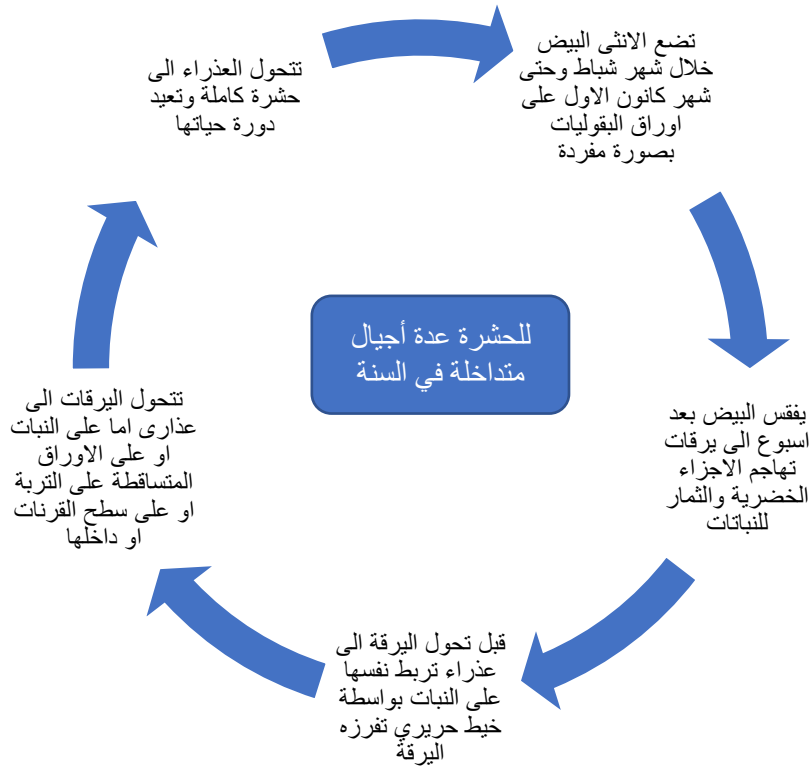 تضع الانثى البيض
خلال شهر شباط وحتى
شهر كانون الاول على
اوراق البقوليات
بصورة مفردة
يفقس البيض بعد
اسبوع الى يرقات
تهاجم الاجزاء
الخضرية والثمار
للنباتات
قبل تحول اليرقة الى
عذراء تربط نفسها
على النبات بواسطة
خيط حريري تفرزه
اليرقة
تتحول اليرقات الى
عذارى اما على النبات
او على الاوراق
المتساقطة على التربة
او على سطح القرنات
او داخلها
تتحول العذراء الى
حشرة كاملة وتعيد
دورة حياتها
للحشرة عدة أجيال
متداخلة في السنة